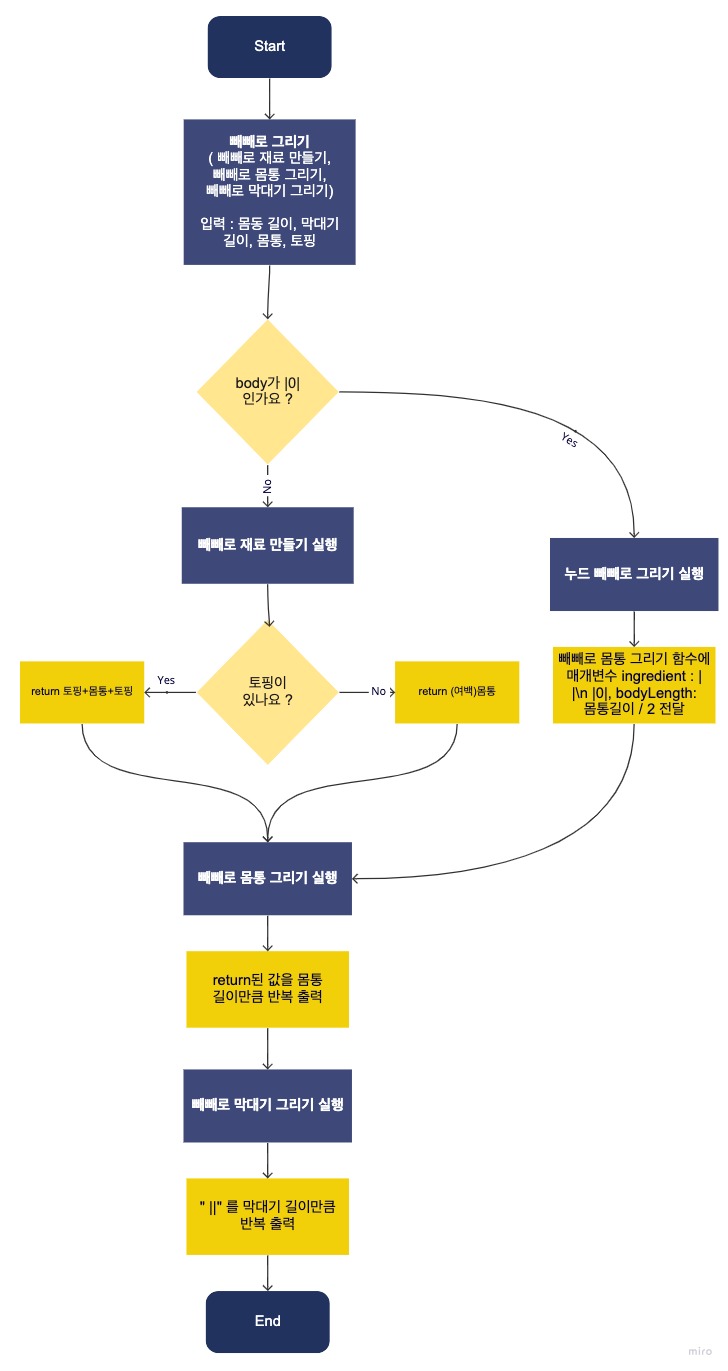 Start
빼빼로 그리기
( 빼빼로 재료 만들기,
빼빼로 몸통 그리기,
빼빼로 막대기 그리기)
입력 : 몸동 길이, 막대기
길이, 몸통, 토핑
body가 |이
인가요 ?
Yes
No
빼빼로 재료 만들기 실행
누드 빼빼로 그리기 실행
빼빼로 몸통 그리기 함수에
매개변수 ingredient : |
|\n |이, bodyLength:
몸통길이 / 2 전달
토핑이
있나요 ?
Yes
No
return 토핑+몸통+토핑
return (여백)몸통
빼빼로 몸통 그리기 실행
return된 값을 몸통
길이만큼 반복 출력
빼빼로 막대기 그리기 실행
" ||" 를 막대기 길이만큼
반복 출력
End
miro